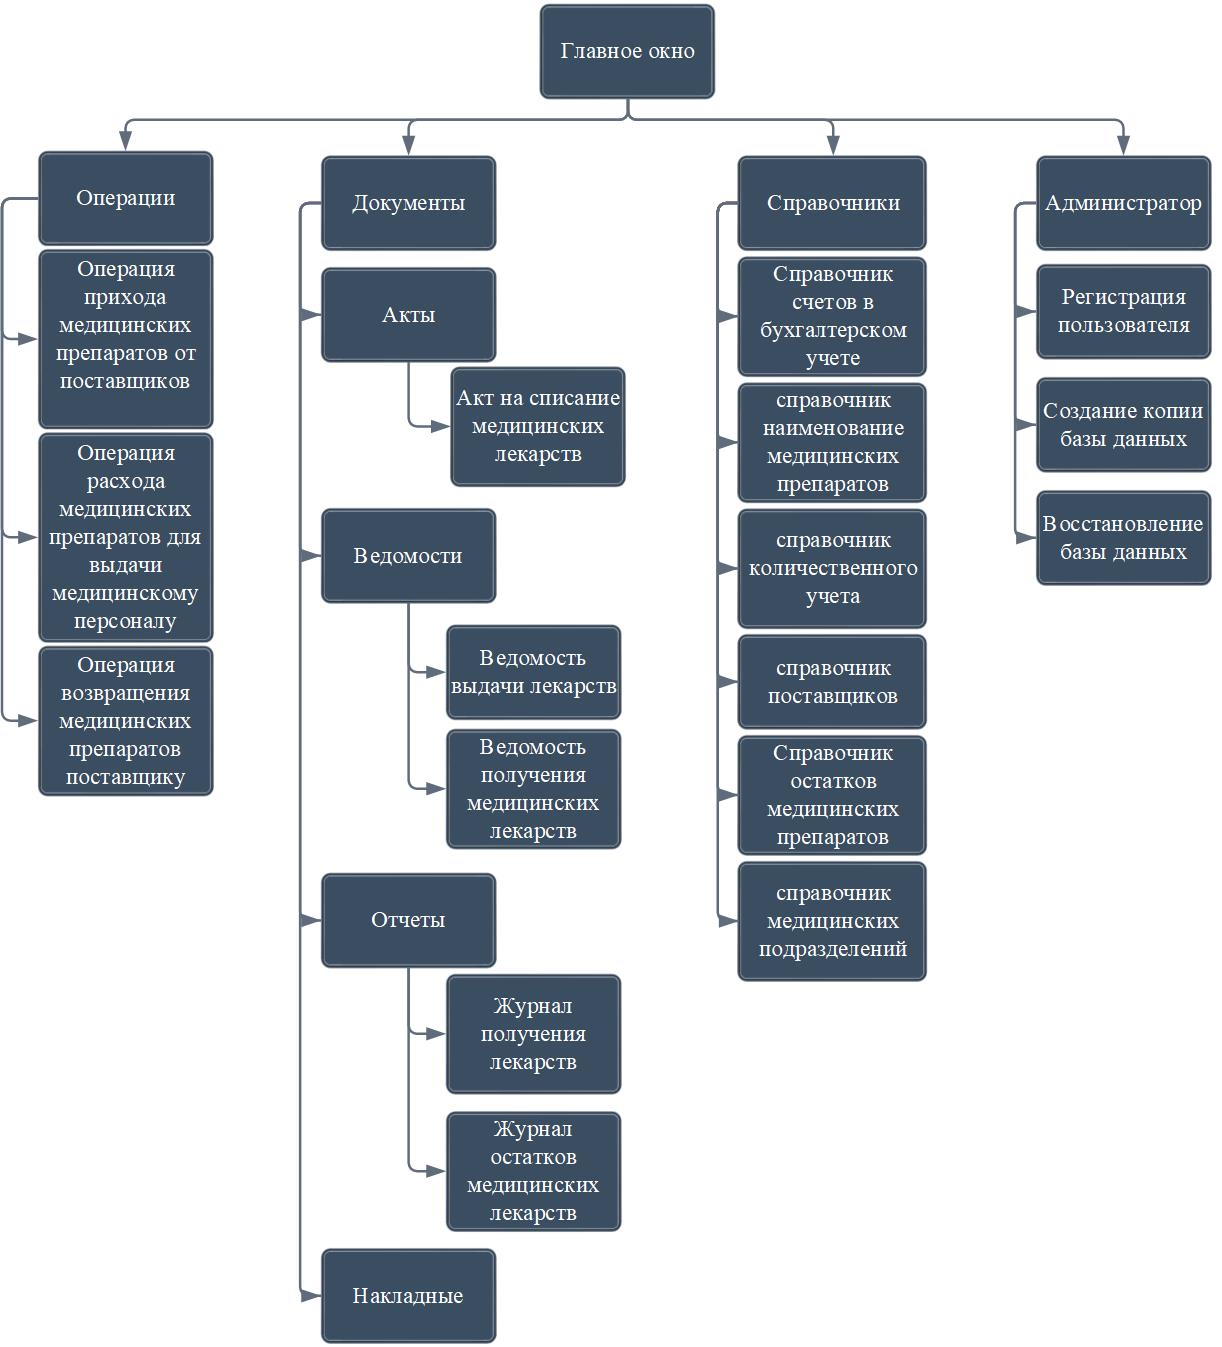 Главное окно
Операции
Операция
прихода
медицинских
препаратов от
поставщиков
Операция
расхода
медицинских
препаратов для
выдачи
медицинскому
персоналу
Операция
возвращения
медицинских
препаратов
поставщику
Документы
Акты
Акт на списание
медицинских
лекарств
Ведомости
Ведомость
выдачи лекарств
Ведомость
получения
медицинских
лекарств
Отчеты
Журнал
получения
лекарств
Журнал
остатков
медицинских
лекарств
Накладные
Справочники
Справочник
счетов в
бухгалтерском
учете
справочник
наименование
медицинских
препаратов
справочник
количественного
учета
справочник
поставщиков
Справочник
остатков
медицинских
препаратов
справочник
медицинских
подразделений
Администратор
Регистрация
пользователя
Создание копии
базы данных
Восстановление
базы данных